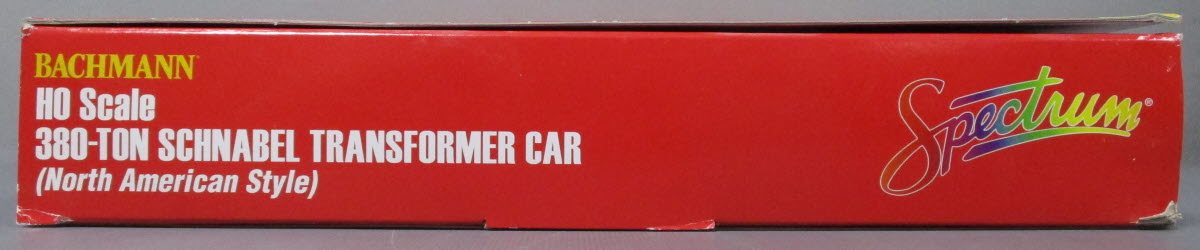 BACHMANN
HO Scale
380-TON SCHNABEL TRANSFORMER CAR
(North American Style)
Spectrum®